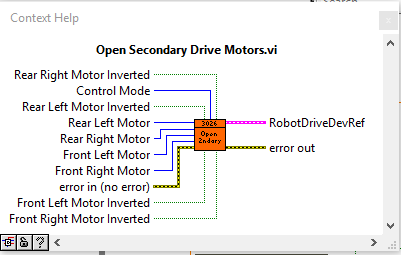 Context Help
Open Secondary Drive Motors.vi
Rear Right Motor Inverted
Control Mode
Rear Left Motor Inverted
Rear Left Motor
Rear Right Motor
Front Left Motor
Front Right Motor
error in (no error)
Front Left Motor Inverted
Front Right Motor Inverted
3026
Open
2ndary
RobotDriveDevRef
error out
?